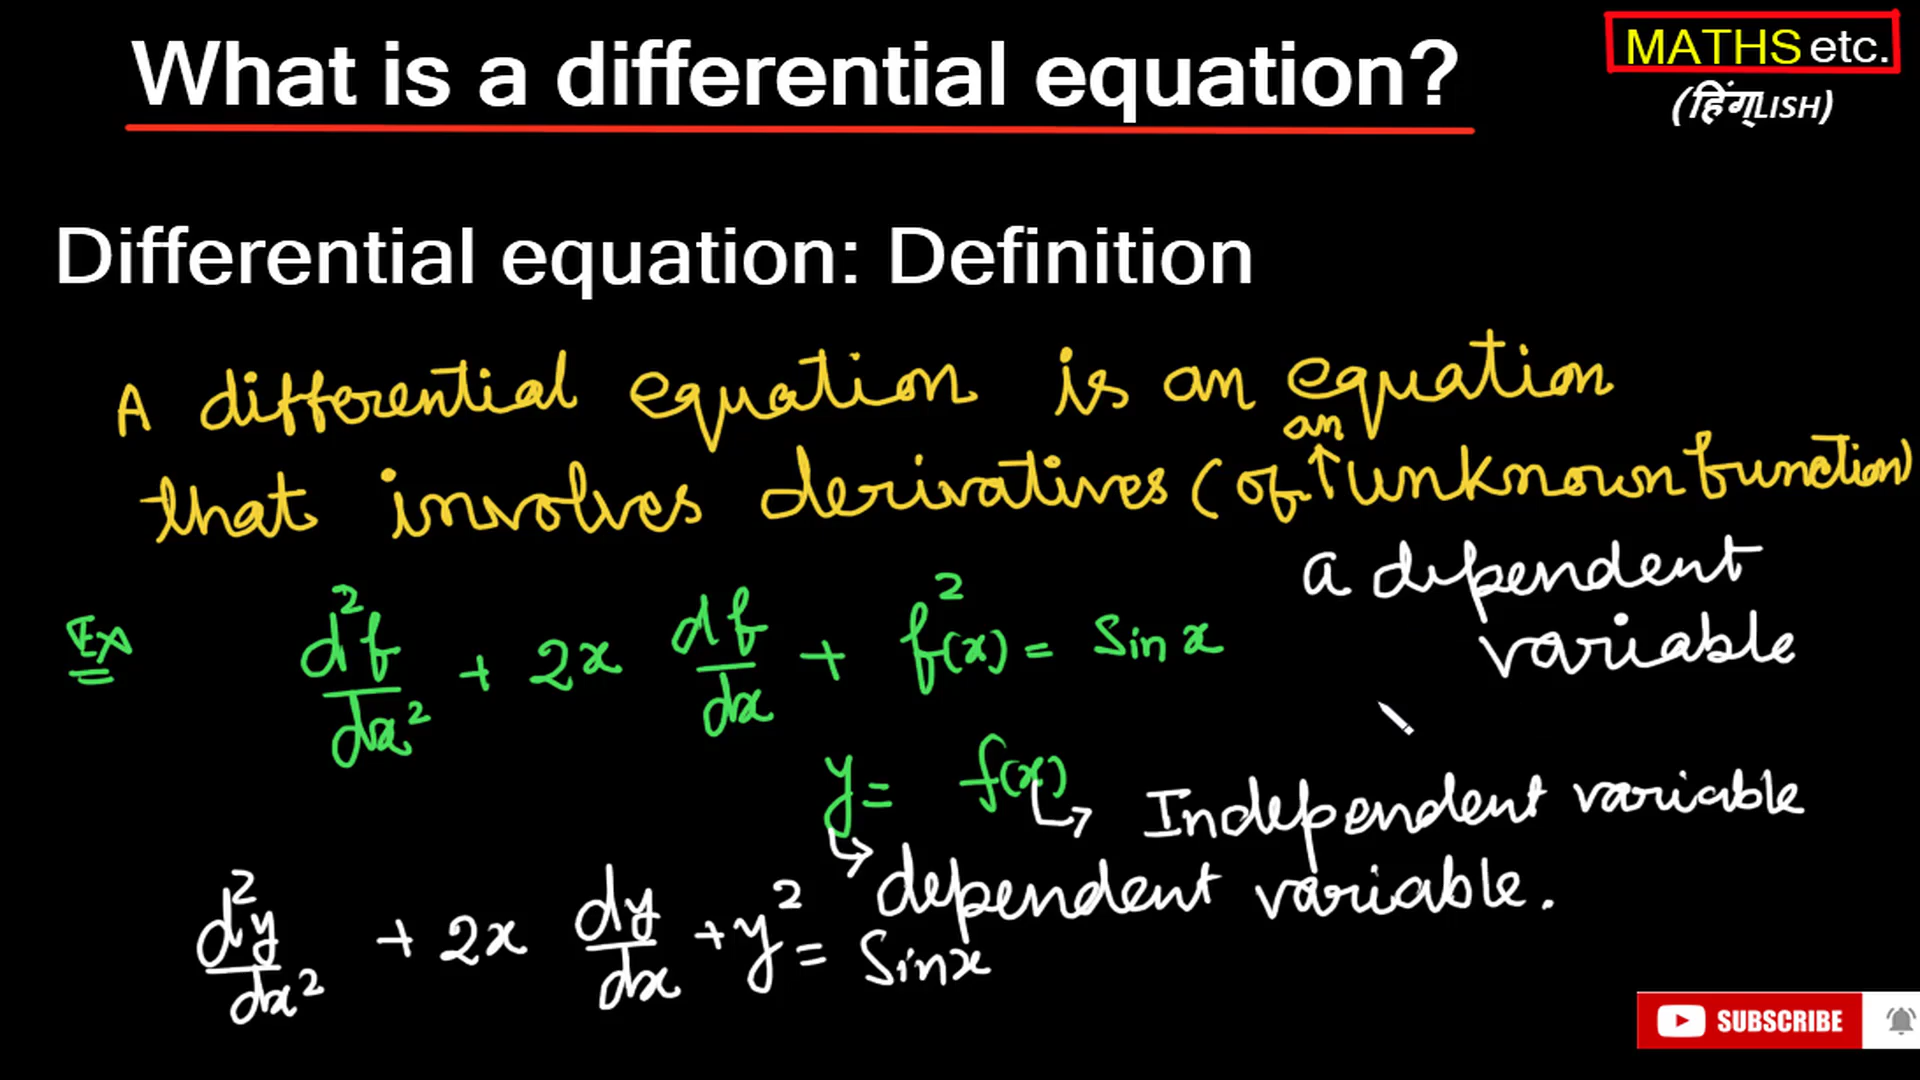 What is a differential equation?
MATHS etc.
(हिंग्LISH)
Differential equation: Definition
A differential equation is an equation
an
that involves derivatives (of ↑ unknown function)
a dependent
variable
Ex d²f/dx² + 2x df/dx + f²(x) = Sin x
y = f(x)
↳ Independent variable
↳ dependent variable.
d²y/dx² + 2x dy/dx + y² = Sinx
SUBSCRIBE